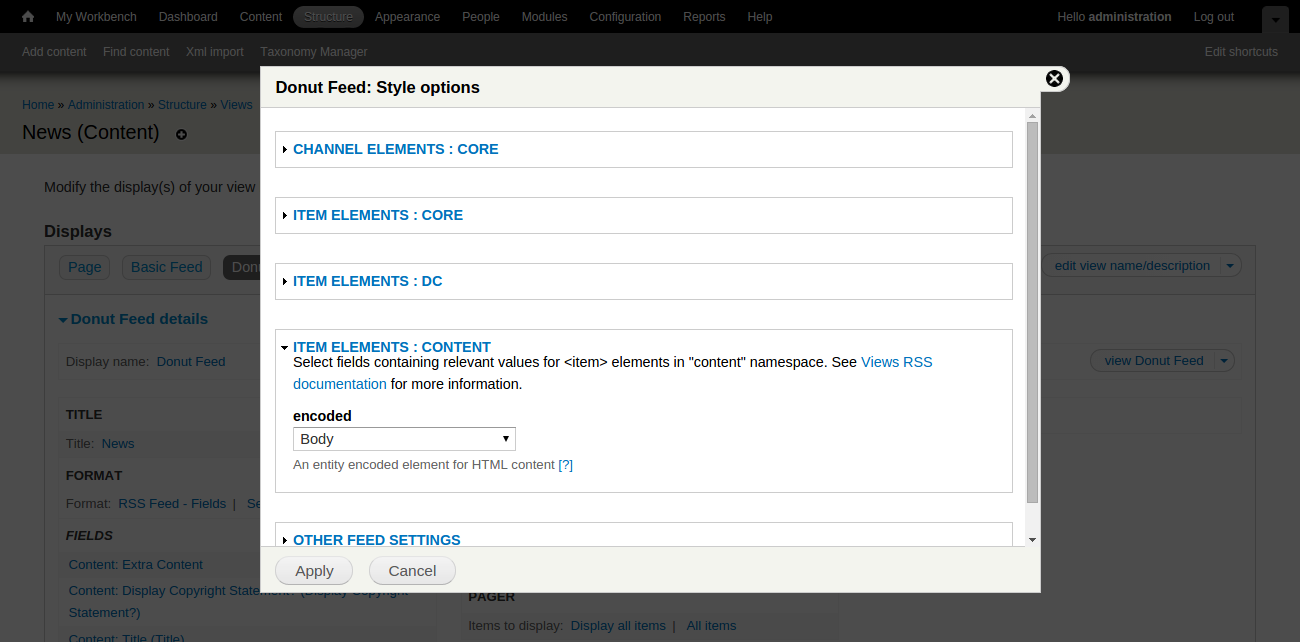 My Workbench Dashboard Content Structure Appearance People Modules Configuration Reports Help Hello administration Log out
Add content Find content Xml import Taxonomy Manager Edit shortcuts
Donut Feed: Style options
Home » Administration » Structure » Views
News (Content)
CHANNEL ELEMENTS : CORE
Modify the display(s) of your view
ITEM ELEMENTS : CORE
Displays
Page Basic Feed edit view name/description
ITEM ELEMENTS : DC
Donut Feed details
ITEM ELEMENTS : CONTENT
Select fields containing relevant values for <item> elements in "content" namespace. See Views RSS
documentation for more information.
Display name: Donut Feed view Donut Feed
TITLE
encoded
Title: News
Body
An entity encoded element for HTML content [?]
FORMAT
Format: RSS Feed - Fields |
FIELDS
OTHER FEED SETTINGS
Content: Extra Content
Apply Cancel
Content: Display Copyright Statement? (Display Copyright
Statement?)
PAGER
Items to display: Display all items | All items
Content: Title (Title)